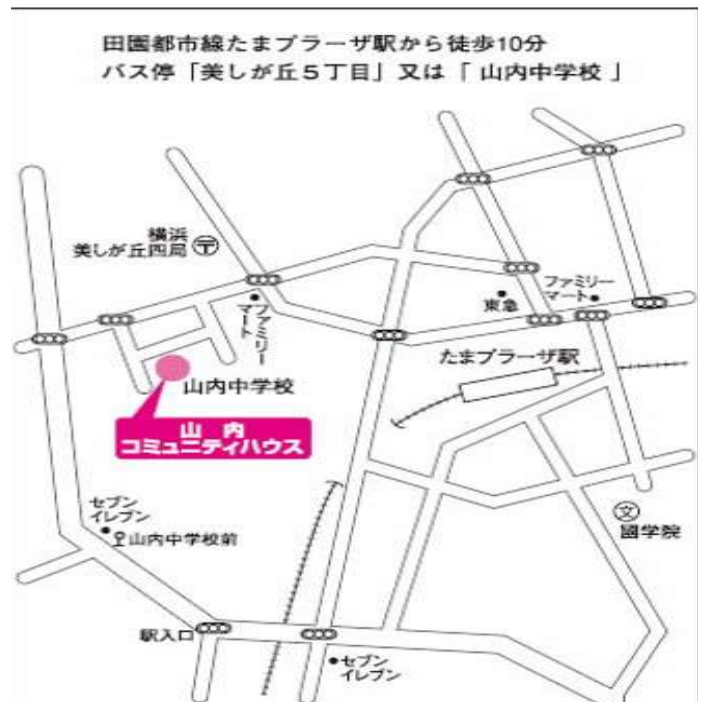 田園都市線たまプラーザ駅から徒歩10分
バス停「美しが丘5丁目」又は「 山内中学校 」
横浜
美しが丘四局
〒
ファミリー
マート
東急
ファミリー
マート
たまプラーザ駅
山内中学校
山 内
コミュニティハウス
セブン
イレブン
山内中学校前
文
國学院
駅入口
セブン
イレブン